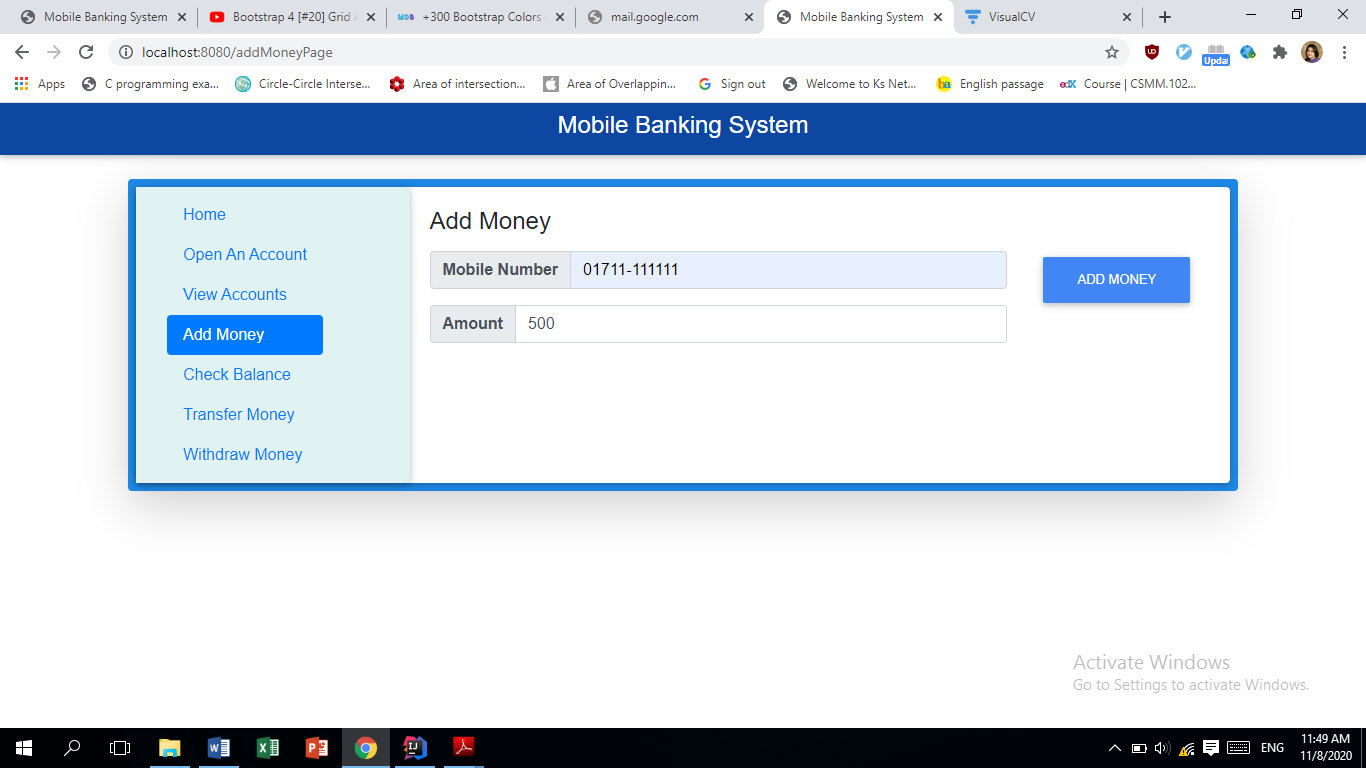 Mobile Banking System
Bootstrap 4 [#20] Grid
+300 Bootstrap Colors
mail.google.com
Mobile Banking System
VisualCV
localhost:8080/addMoneyPage
Apps
C programming exa...
Circle-Circle Interse...
Area of intersection...
Area of Overlappin...
Sign out
Welcome to Ks Net...
English passage
Course | CSMM.102...
Mobile Banking System
Home
Open An Account
View Accounts
Add Money
Check Balance
Transfer Money
Withdraw Money
Add Money
Mobile Number 01711-111111
Amount 500
ADD MONEY
Activate Windows
Go to Settings to activate Windows.
ENG
11:49 AM
11/8/2020